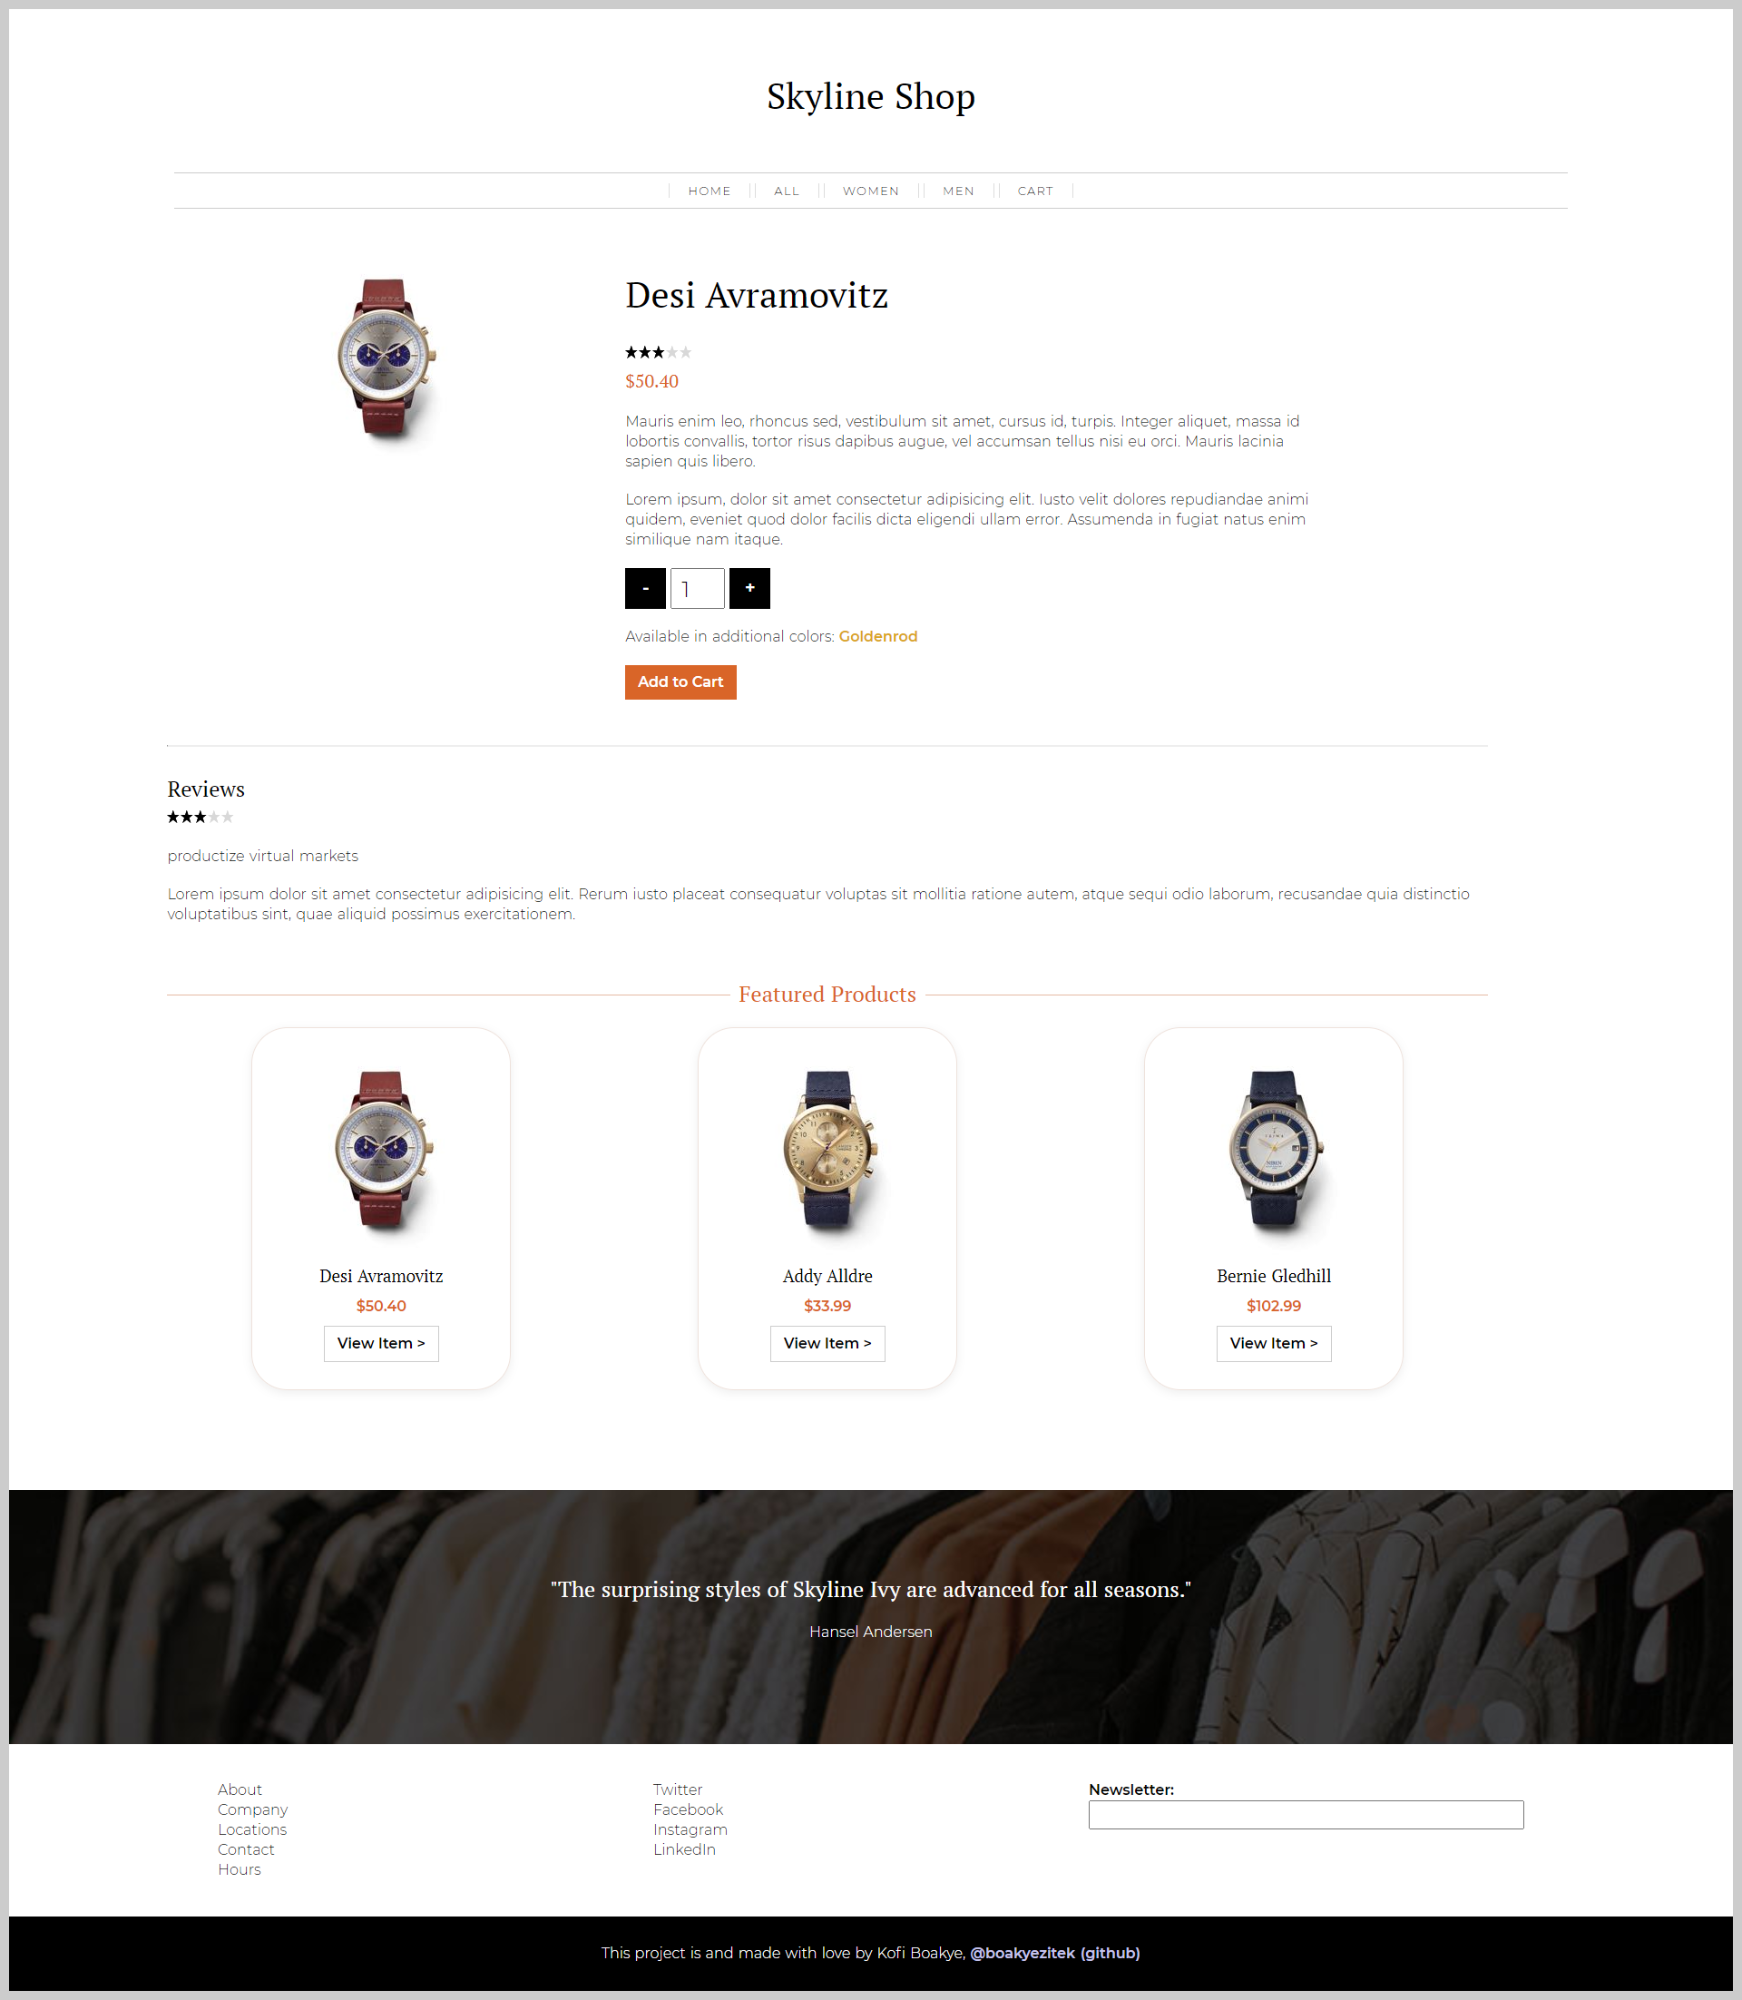 Skyline Shop
HOME
ALL
WOMEN
MEN
CART
Desi Avramovitz
$50.40
Mauris enim leo, rhoncus sed, vestibulum sit amet, cursus id, turpis. Integer aliquet, massa id
lobortis convallis, tortor risus dapibus augue, vel accumsan tellus nisi eu orci. Mauris lacinia
sapien quis libero.
Lorem ipsum, dolor sit amet consectetur adipisicing elit. Iusto velit dolores repudiandae animi
quidem, eveniet quod dolor facilis dicta eligendi ullam error. Assumenda in fugiat natus enim
similique nam itaque.
- 1 +
Available in additional colors: Goldenrod
Add to Cart
Reviews
productize virtual markets
Lorem ipsum dolor sit amet consectetur adipisicing elit. Rerum iusto placeat consequatur voluptas sit mollitia ratione autem, atque sequi odio laborum, recusandae quia distinctio
voluptatibus sint, quae aliquid possimus exercitationem.
Featured Products
Desi Avramovitz
$50.40
View Item >
Addy Alldre
$33.99
View Item >
Bernie Gledhill
$102.99
View Item >
"The surprising styles of Skyline Ivy are advanced for all seasons."
Hansel Andersen
About
Company
Locations
Contact
Hours
Twitter
Facebook
Instagram
LinkedIn
Newsletter:
This project is and made with love by Kofi Boakye, @boakyezitek (github)